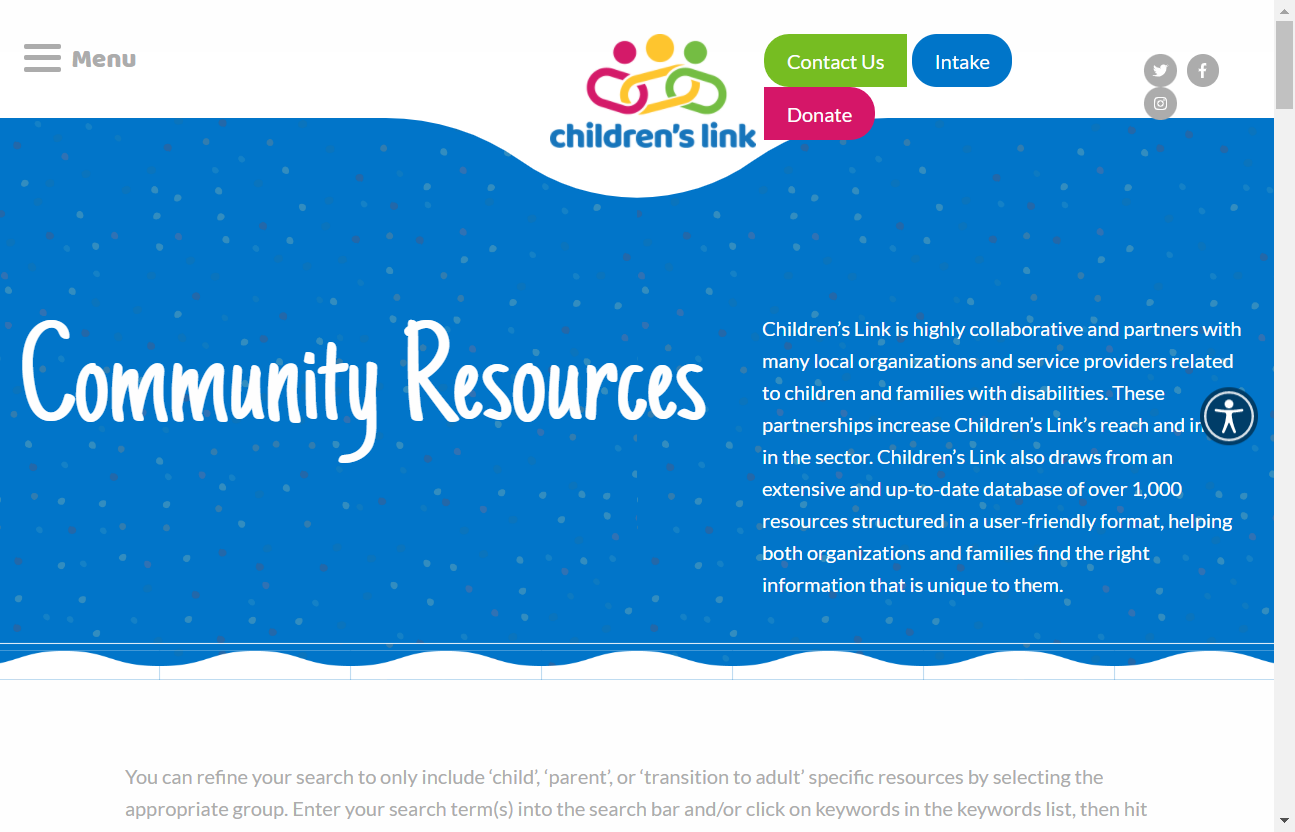 Menu
children's link
Contact Us
Intake
Donate
Community Resources
Children’s Link is highly collaborative and partners with
many local organizations and service providers related
to children and families with disabilities. These
partnerships increase Children’s Link’s reach and
in the sector. Children’s Link also draws from an
extensive and up-to-date database of over 1,000
resources structured in a user-friendly format, helping
both organizations and families find the right
information that is unique to them.
You can refine your search to only include ‘child’, ‘parent’, or ‘transition to adult’ specific resources by selecting the
appropriate group. Enter your search term(s) into the search bar and/or click on keywords in the keywords list, then hit